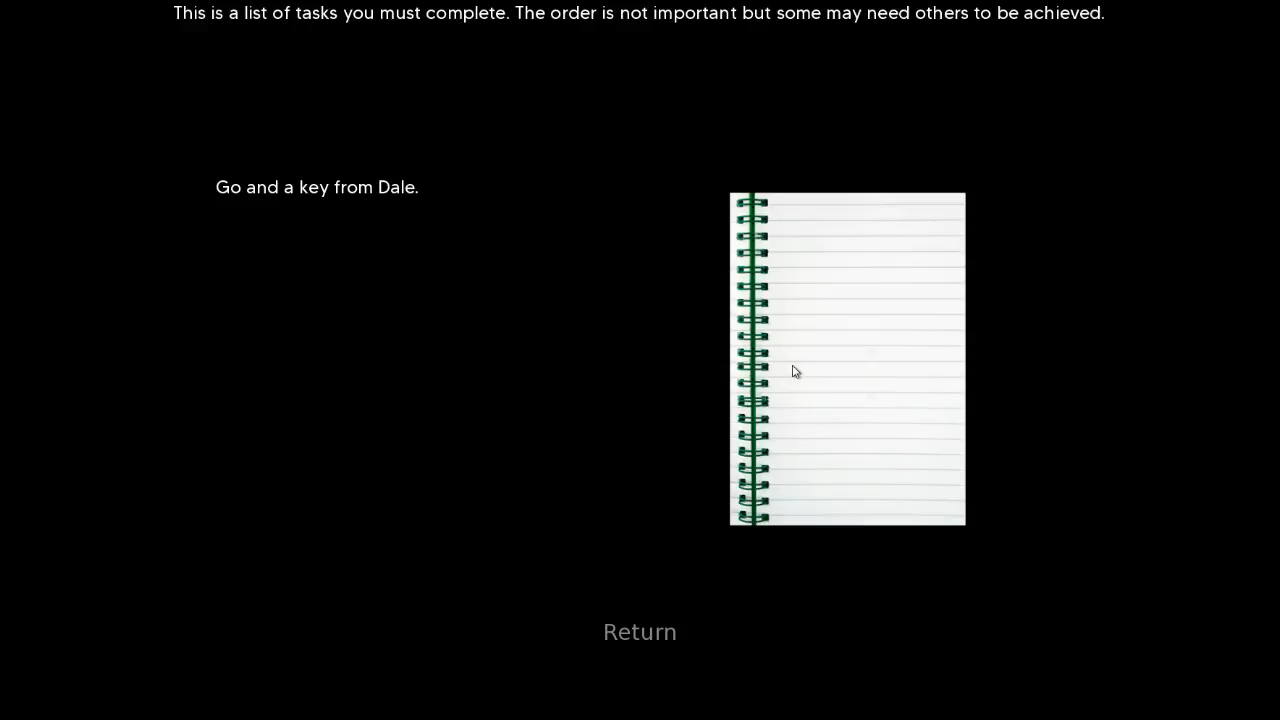 This is a list of tasks you must complete. The order is not important but some may need others to be achieved.
Go and a key from Dale.
Return